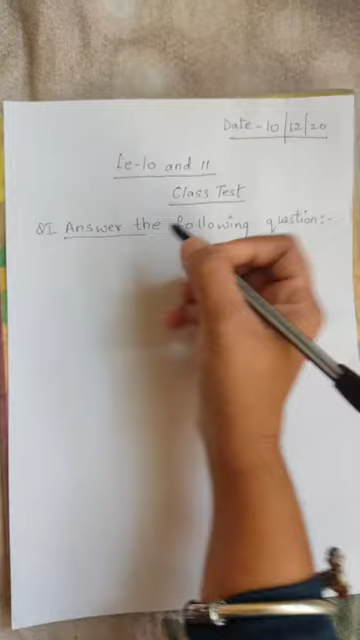 Date - 10/12/20
Le-10 and 11
Class Test
Q1. Answer the following question:-